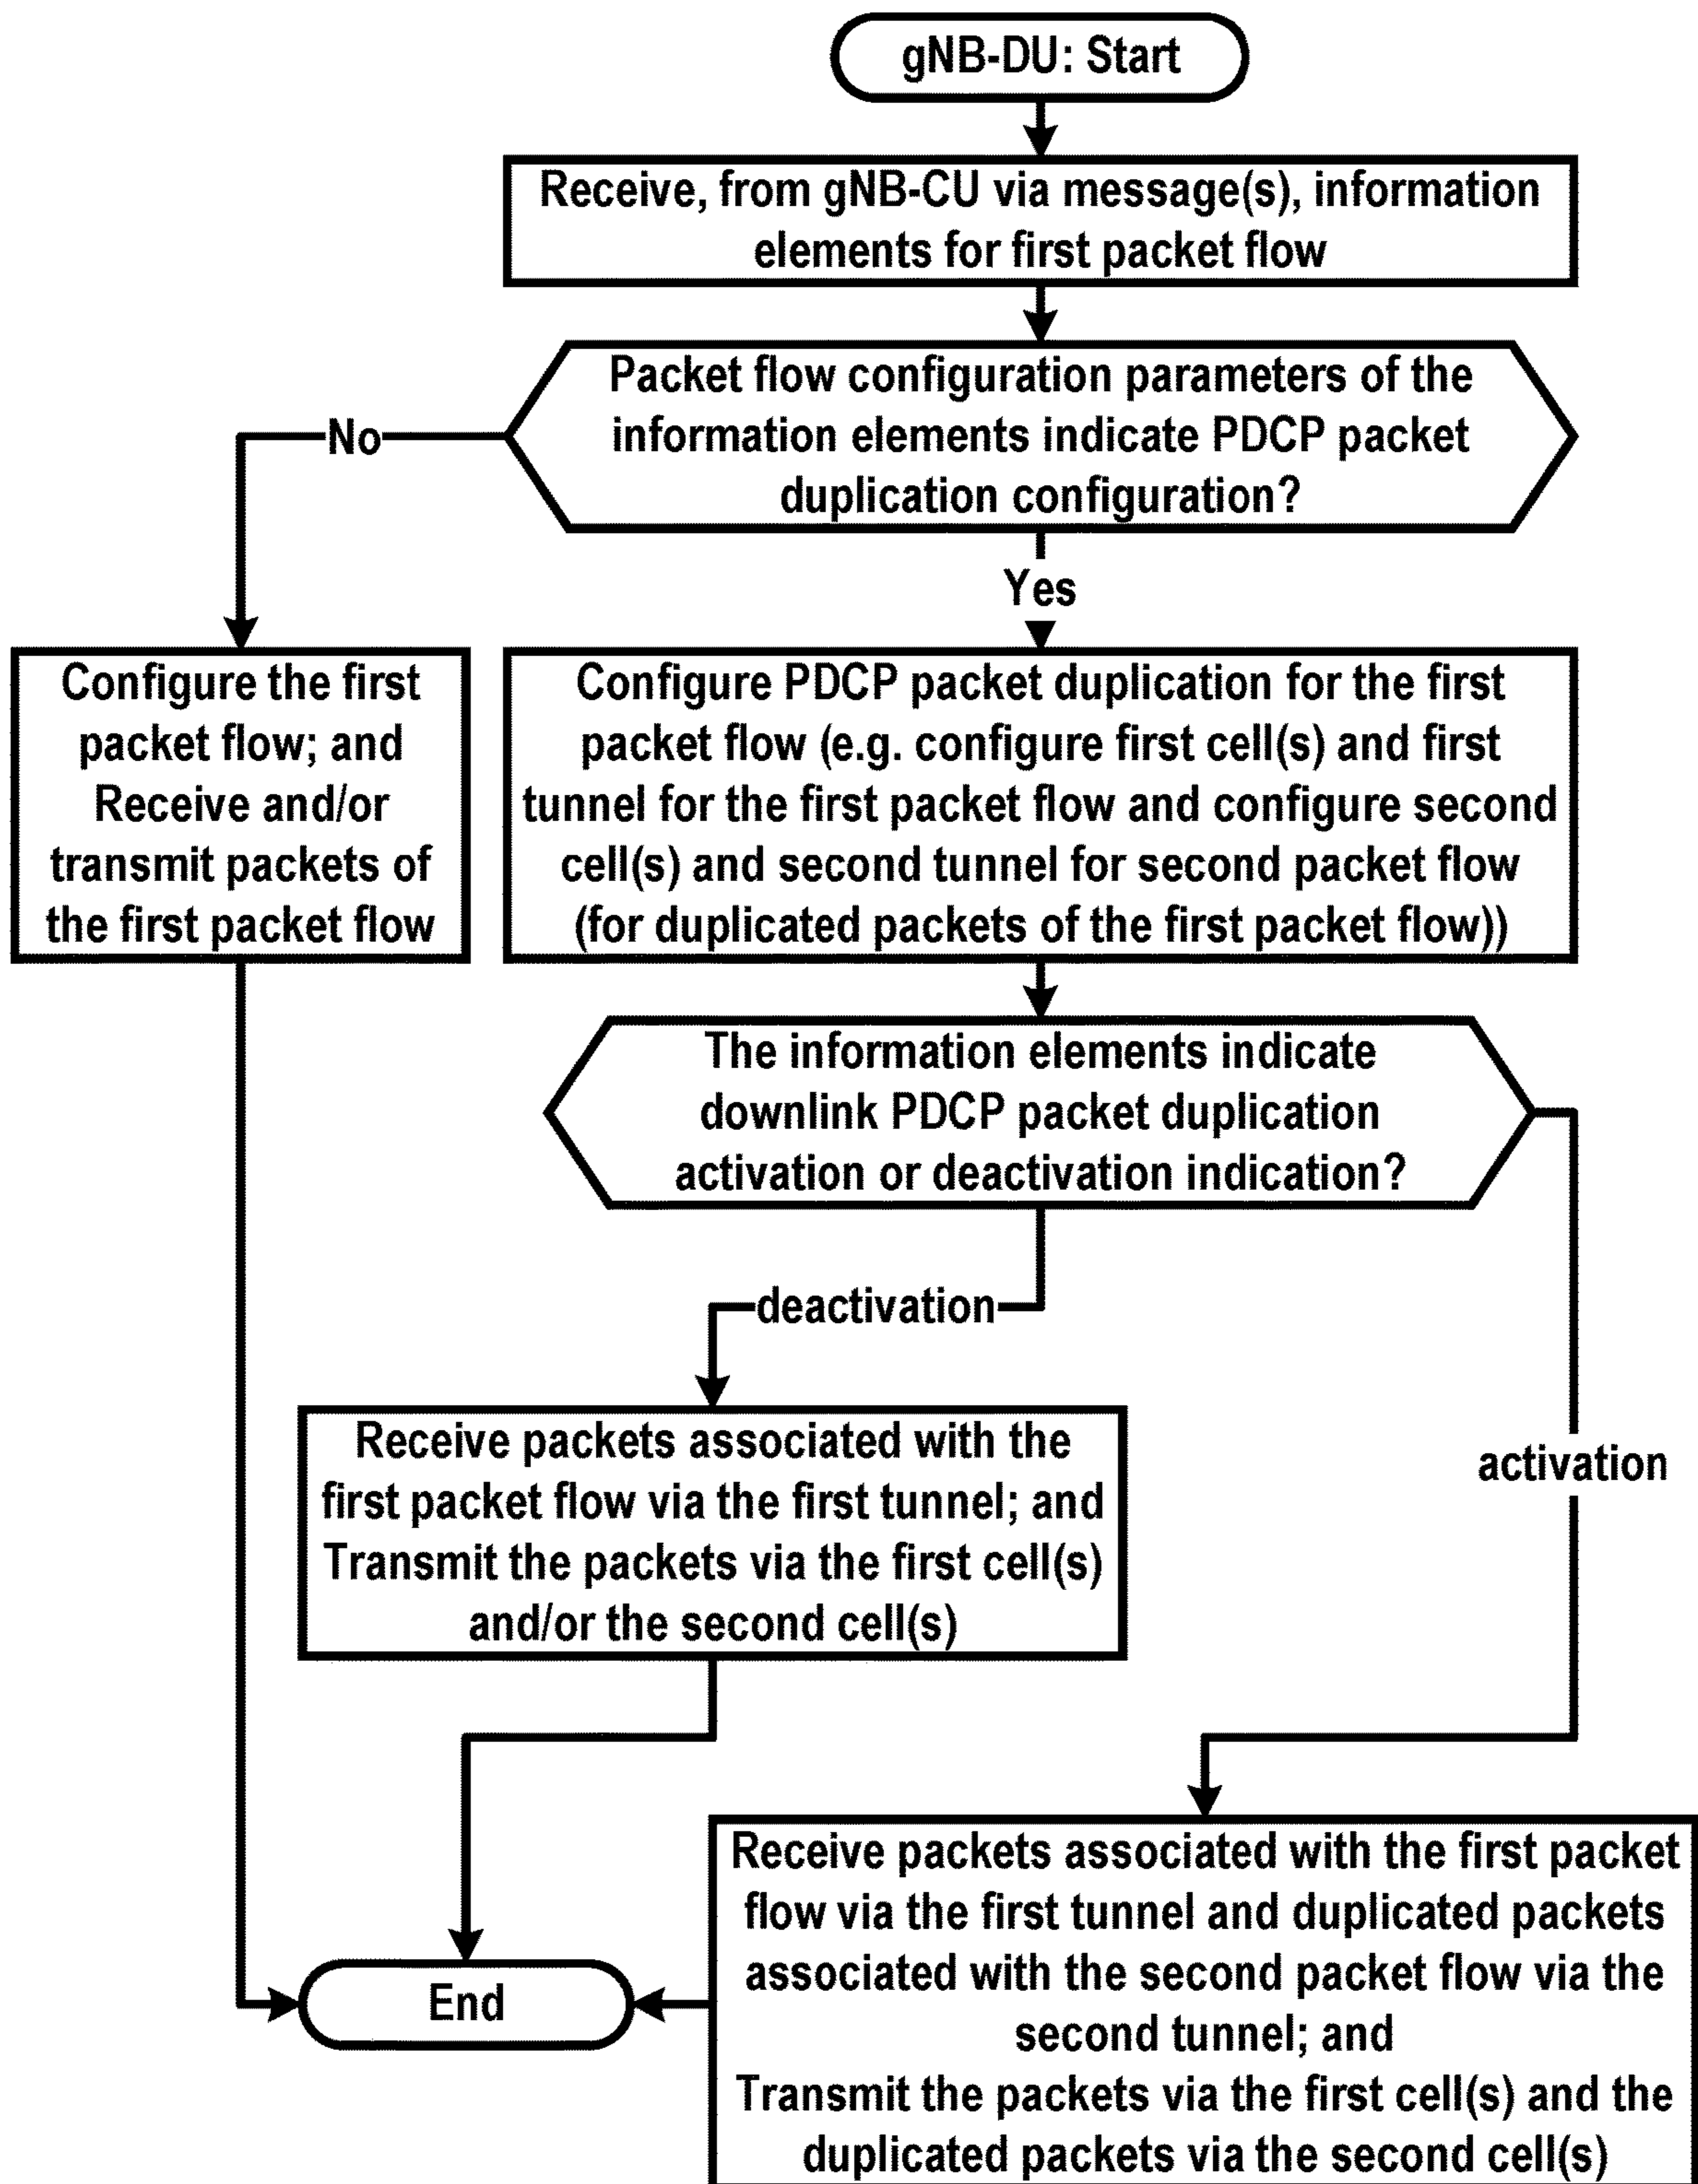 gNB-DU: Start
Receive, from gNB-CU via message(s), information
elements for first packet flow
Packet flow configuration parameters of the
information elements indicate PDCP packet
duplication configuration?
No
Yes
Configure the first
packet flow; and
Receive and/or
transmit packets of
the first packet flow
Configure PDCP packet duplication for the first
packet flow (e.g. configure first cell(s) and first
tunnel for the first packet flow and configure second
cell(s) and second tunnel for second packet flow
(for duplicated packets of the first packet flow))
The information elements indicate
downlink PDCP packet duplication
activation or deactivation indication?
deactivation
activation
Receive packets associated with the
first packet flow via the first tunnel; and
Transmit the packets via the first cell(s)
and/or the second cell(s)
Receive packets associated with the first packet
flow via the first tunnel and duplicated packets
associated with the second packet flow via the
second tunnel; and
Transmit the packets via the first cell(s) and the
duplicated packets via the second cell(s)
End